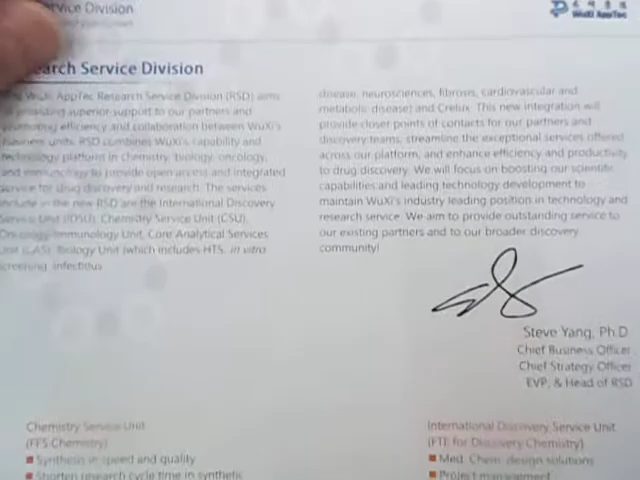 rvice Division
WuXi AppTec
earch Service Division
WuXi AppTec Research Service Division (RSD) aims
providing superior support to our partners and
efficiency and collaboration between WuXi's
business units. RSD combines WuXi's capability and
technology platform in chemistry, biology, oncology,
and immunology to provide open access and integrated
service for drug discovery and research. The services
include in the new RSD are the International Discovery
Service Unit (IDSU), Chemistry Service Unit (CSU),
Oncology-Immunology Unit, Core Analytical Services
Unit (CAS), Biology Unit (which includes HTS, in vitro
screening, infectious
disease, neurosciences, fibrosis, cardiovascular and
metabolic disease) and Crelux. This new integration will
provide closer points of contacts for our partners and
discovery teams, streamline the exceptional services offered
across our platform, and enhance efficiency and productivity
to drug discovery. We will focus on boosting our scientific
capabilities and leading technology development to
maintain WuXi's industry leading position in technology and
research service. We aim to provide outstanding service to
our existing partners and to our broader discovery
community!
Steve Yang, Ph.D
Chief Business Officer
Chief Strategy Officer
EVP, & Head of RSD
Chemistry Service Unit
(FFS Chemistry)
Synthesis in speed and quality
Shorten research cycle time in synthetic
International Discovery Service Unit
(FTE for Discovery Chemistry)
Med. Chem. design solutions
Project management